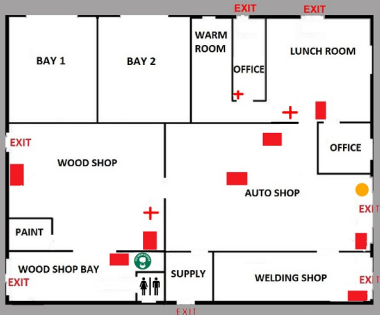 EXIT
EXIT
WARM
ROOM
LUNCH ROOM
BAY 1
BAY 2
OFFICE
EXIT
OFFICE
WOOD SHOP
AUTO SHOP
EXIT
PAINT
WOOD SHOP BAY
SUPPLY
WELDING SHOP
EXIT
EXIT
EXIT